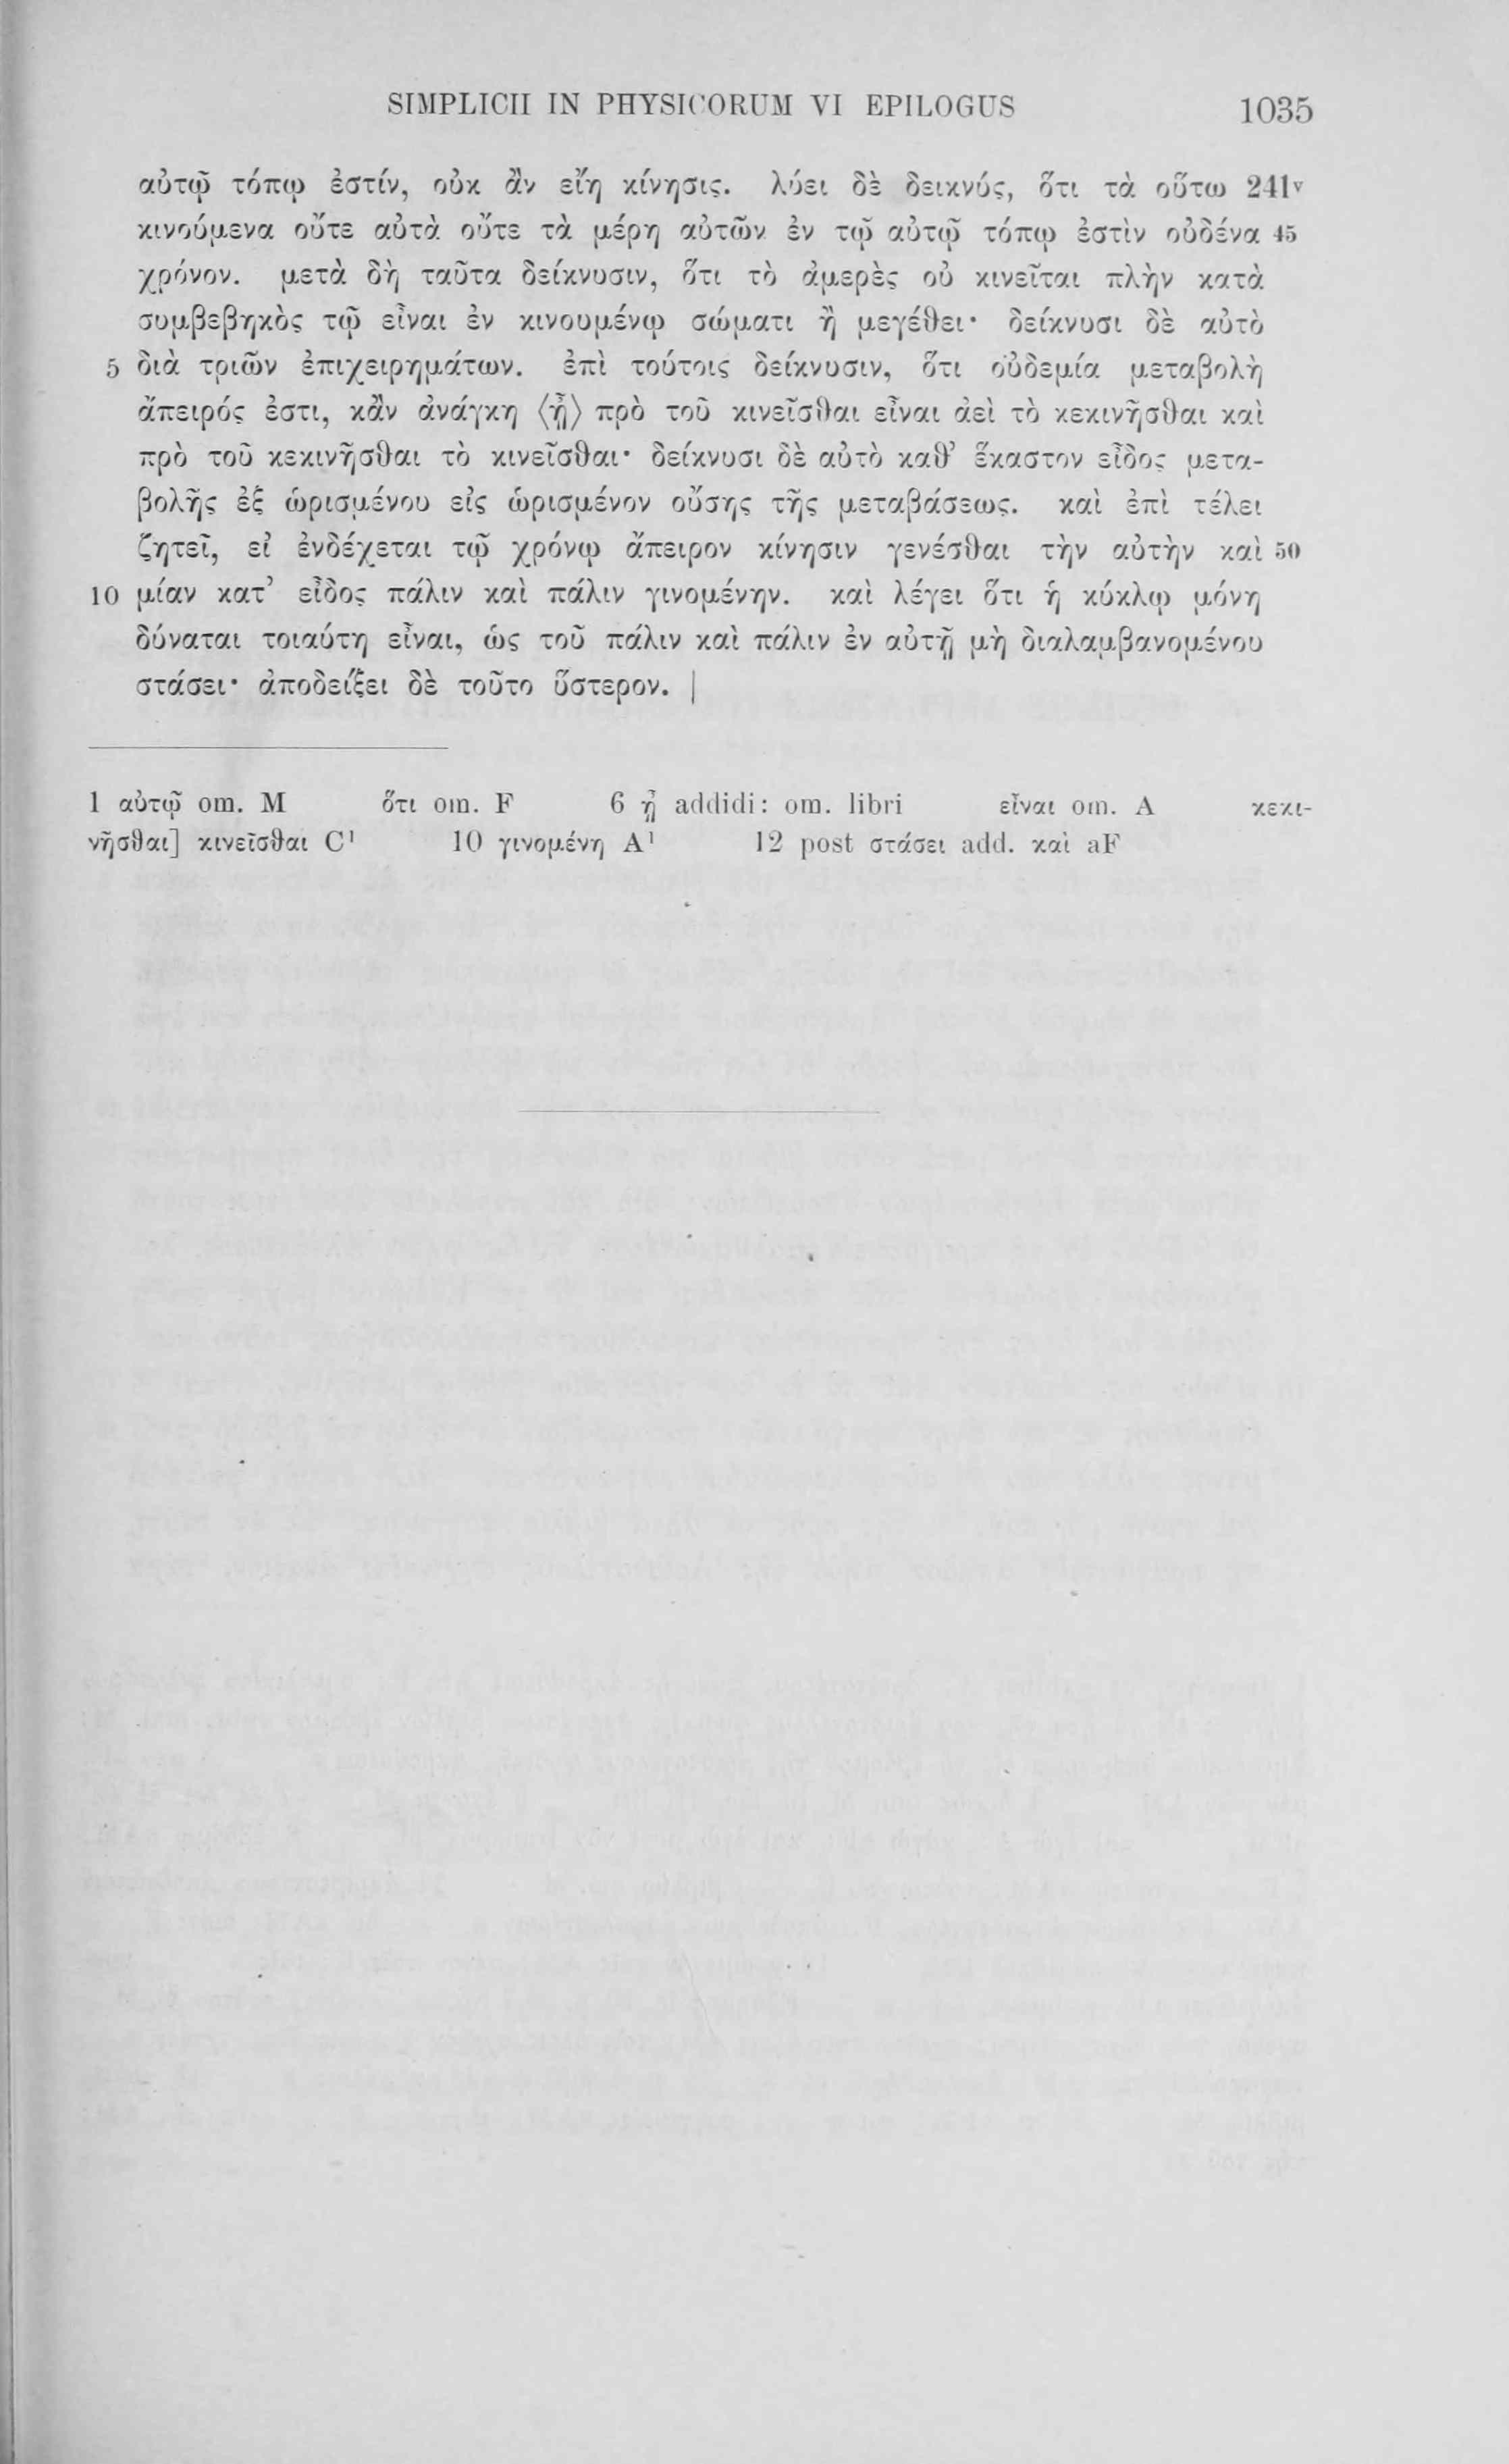 SIMPLICII IN PHYSICORUM VI EPILOGUS 1035
αὐτῷ τόπῳ ἐστίν, οὐκ ἂν εἴη κίνησις. λύει δὲ δεικνύς, ὅτι τὰ οὕτω 241v
κινούμενα οὔτε αὐτὰ οὔτε τὰ μέρη αὐτῶν ἐν τῷ αὐτῷ τόπῳ ἐστὶν οὐδένα 45
χρόνον. μετὰ δὴ ταῦτα δείκνυσιν, ὅτι τὸ ἀμερὲς οὐ κινεῖται πλὴν κατὰ
συμβεβηκὸς τῷ εἶναι ἐν κινουμένῳ σώματι ἢ μεγέθει· δείκνυσι δὲ αὐτὸ
5 διὰ τριῶν ἐπιχειρημάτων. ἐπὶ τούτοις δείκνυσιν, ὅτι οὐδεμία μεταβολὴ
ἄπειρός ἐστι, κἂν ἀνάγκη ⟨ᾖ⟩ πρὸ τοῦ κινεῖσθαι εἶναι ἀεὶ τὸ κεκινῆσθαι καὶ
πρὸ τοῦ κεκινῆσθαι τὸ κινεῖσθαι· δείκνυσι δὲ αὐτὸ καθ’ ἕκαστον εἶδος μετα-
βολῆς ἐξ ὡρισμένου εἰς ὡρισμένον οὔσης τῆς μεταβάσεως. καὶ ἐπὶ τέλει
ζητεῖ, εἰ ἐνδέχεται τῷ χρόνῳ ἄπειρον κίνησιν γενέσθαι τὴν αὐτὴν καὶ 50
10 μίαν κατ’ εἶδος πάλιν καὶ πάλιν γινομένην. καὶ λέγει ὅτι ἡ κύκλῳ μόνη
δύναται τοιαύτη εἶναι, ὡς τοῦ πάλιν καὶ πάλιν ἐν αὐτῇ μὴ διαλαμβανομένου
στάσει· ἀποδείξει δὲ τοῦτο ὕστερον. |
1 αὐτῷ om. M ὅτι om. F 6 ᾖ addidi: om. libri εἶναι om. A κεκι-
νῆσθαι] κινεῖσθαι C¹ 10 γινομένη A¹ 12 post στάσει add. καὶ aF